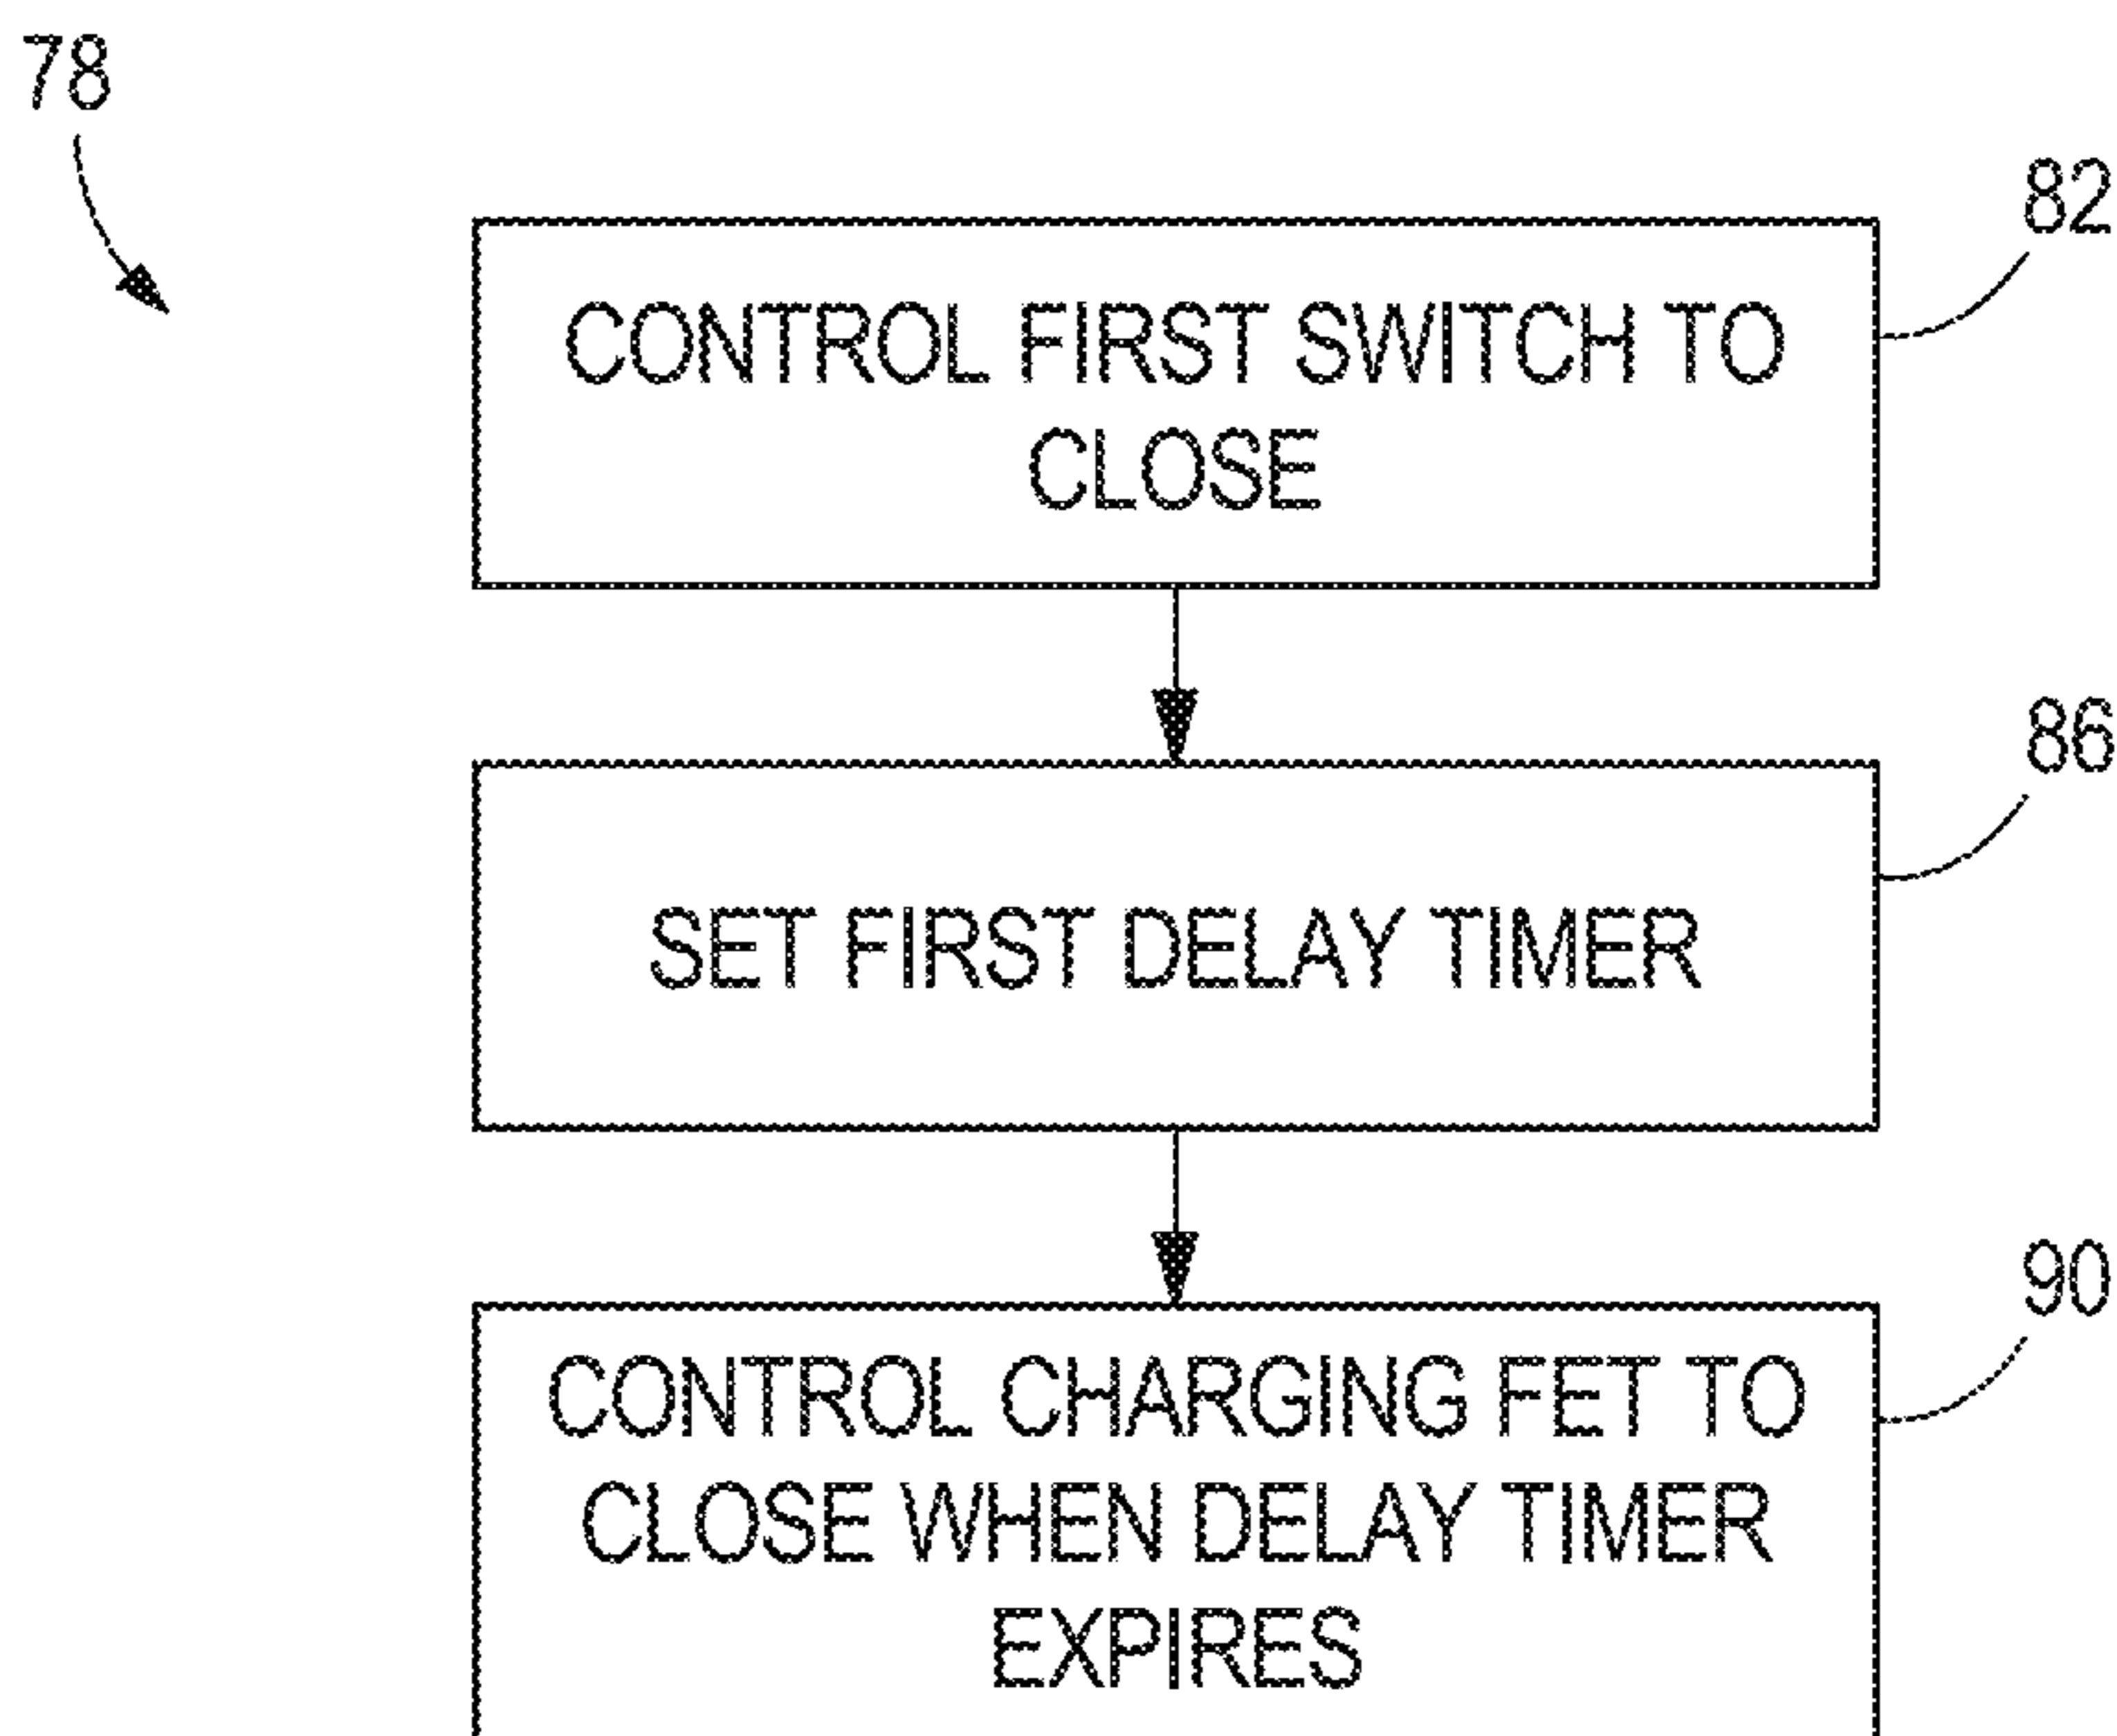 78
82
CONTROL FIRST SWITCH TO
CLOSE
86
SET FIRST DELAY TIMER
90
CONTROL CHARGING FET TO
CLOSE WHEN DELAY TIMER
EXPIRES